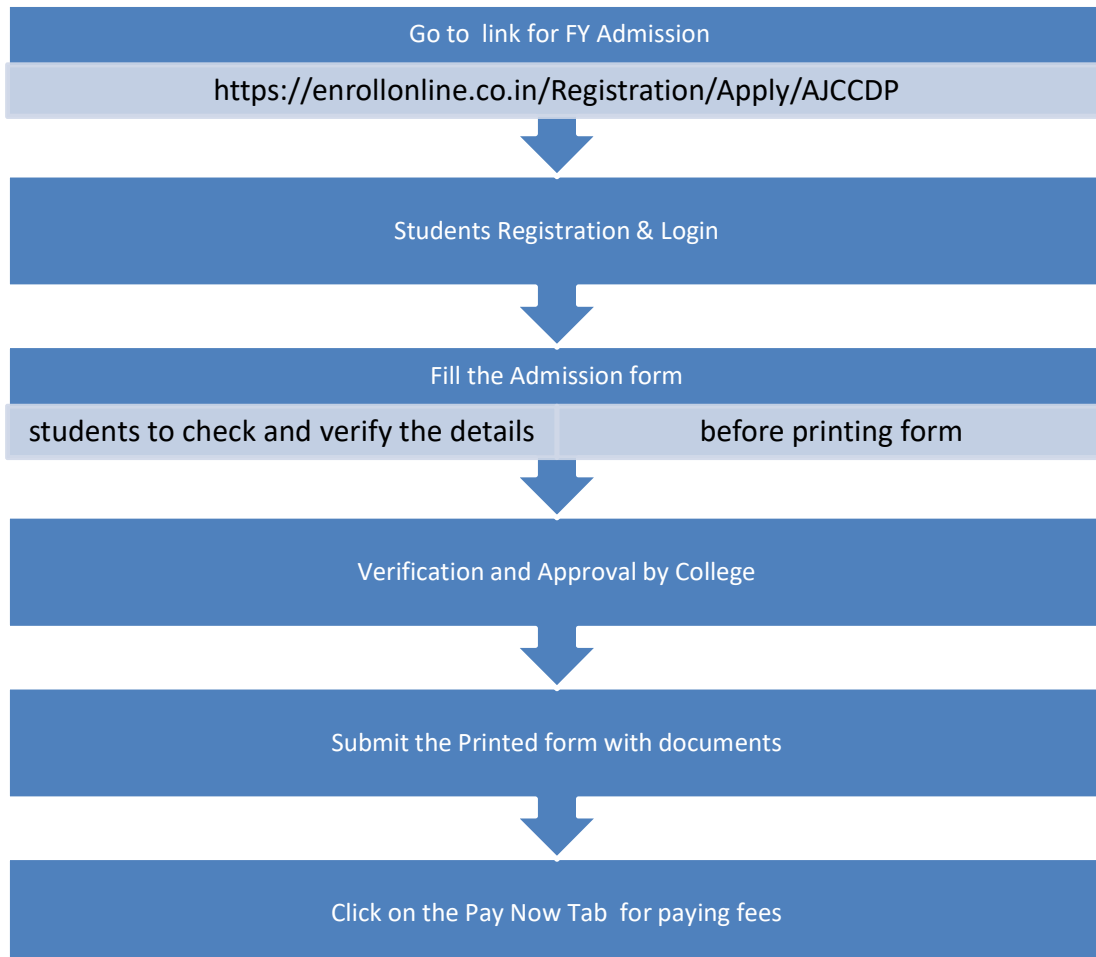 Go to  link for FY Admission
https://enrollonline.co.in/Registration/Apply/AJCCDP
Students Registration & Login
Fill the Admission form
students to check and verify the details
before printing form
Verification and Approval by College
Submit the Printed form with documents
Click on the Pay Now Tab  for paying fees